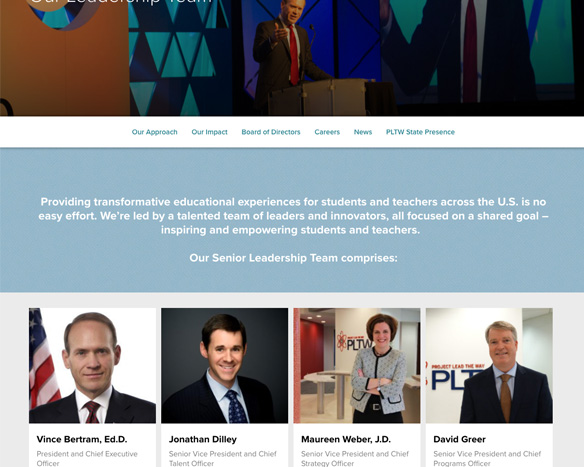 Our Leadership Team
Our Approach Our Impact Board of Directors Careers News PLTW State Presence
Providing transformative educational experiences for students and teachers across the U.S. is no
easy effort. We're led by a talented team of leaders and innovators, all focused on a shared goal –
inspiring and empowering students and teachers.
Our Senior Leadership Team comprises:
PLTW
PROJECT LEAD THE WAY
PLTW
Vince Bertram, Ed.D.
President and Chief Executive
Officer
Jonathan Dilley
Senior Vice President and Chief
Talent Officer
Maureen Weber, J.D.
Senior Vice President and Chief
Strategy Officer
David Greer
Senior Vice President and Chief
Programs Officer